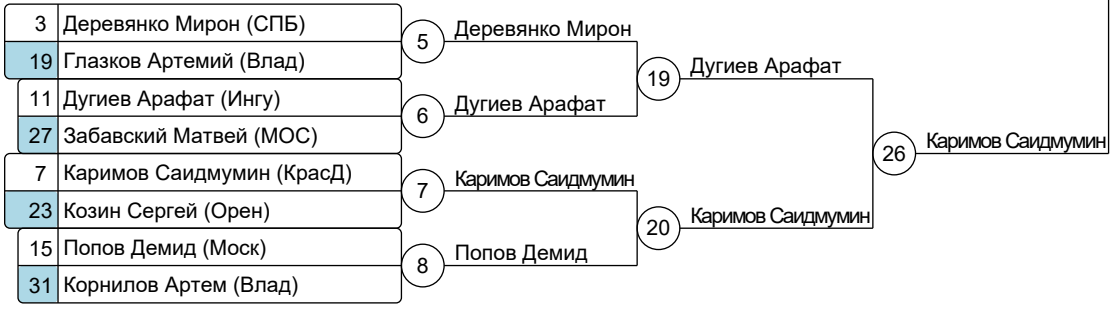 3 Деревянко Мирон (СПБ)
19 Глазков Артемий (Влад)
5 Деревянко Мирон
11 Дугиев Арафат (Ингу)
27 Забавский Матвей (МОС)
6 Дугиев Арафат
19 Дугиев Арафат
7 Каримов Саидмумин (КрасД)
23 Козин Сергей (Орен)
7 Каримов Саидмумин
15 Попов Демид (Моск)
31 Корнилов Артем (Влад)
8 Попов Демид
20 Каримов Саидмумин
26 Каримов Саидмумин